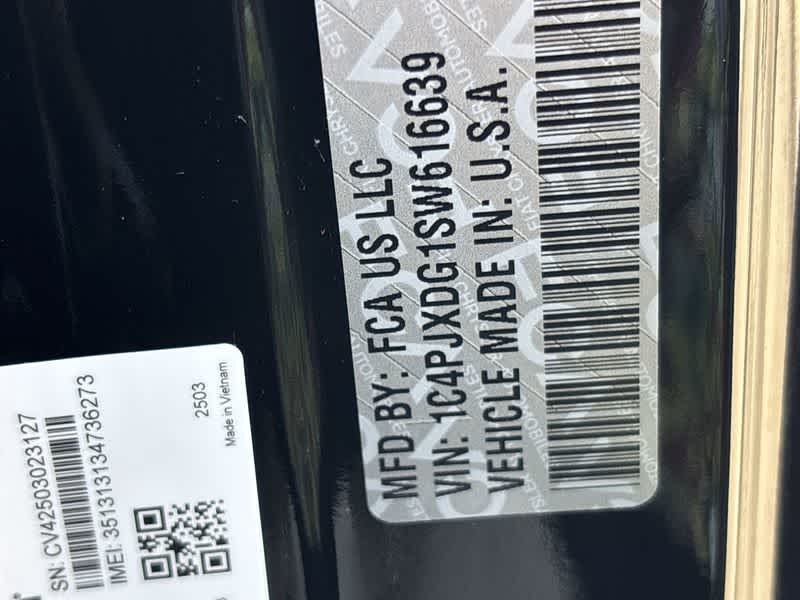 MFD BY: FCA US LLC
VIN: 1C4PJXDG1SW616639
VEHICLE MADE IN: U.S.A.
SN: CV42503023127
IMEI: 351313134736273
2503
Made in Vietnam